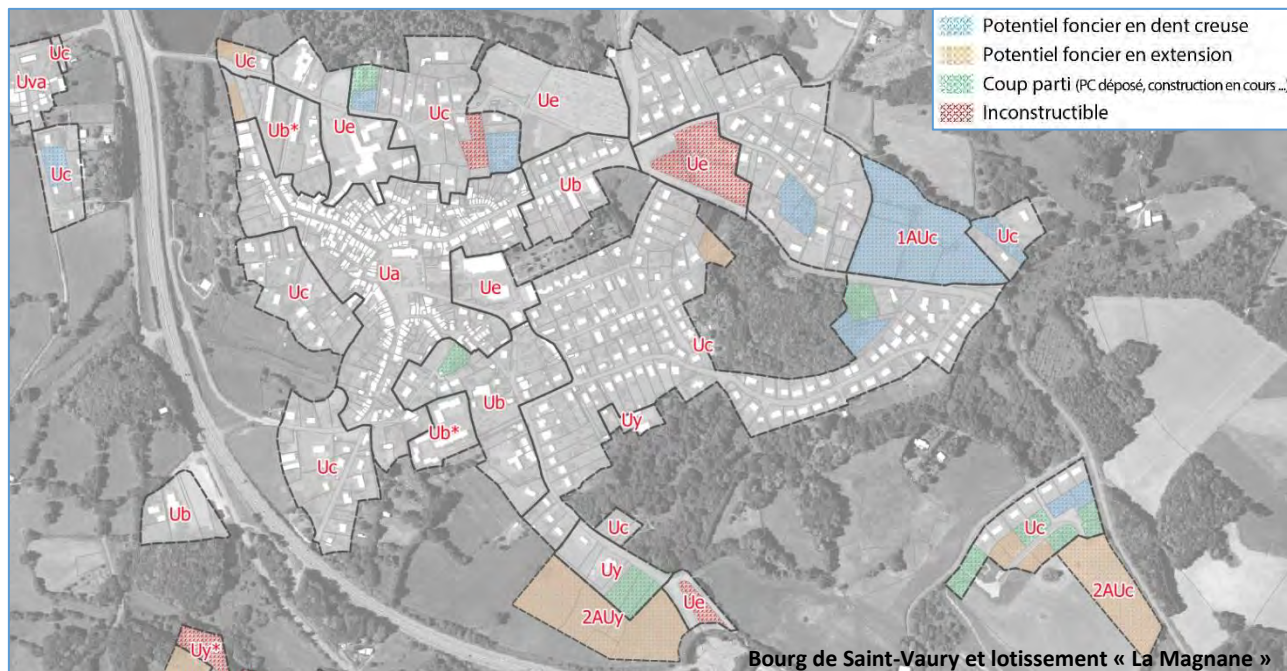 Potentiel foncier en dent creuse
Potentiel foncier en extension
Coup parti (PC déposé, construction en cours ...)
Inconstructible
Uc
Uva
Uc
Uc
Ub*
Ue
Uc
Ue
Ub
Ue
1AUc
Uc
Uc
Ua
Ue
Uc
Ub
Ub*
Uy
Uc
Ub
Uc
Uy
Ue
2AUy
Uc
2AUc
Uy*
Bourg de Saint-Vaury et lotissement « La Magnane »